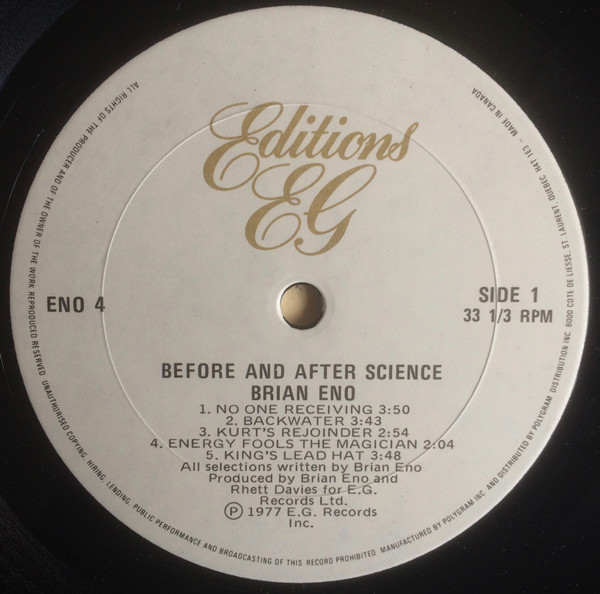 Editions
EG
ENO 4
SIDE 1
33 1/3 RPM
BEFORE AND AFTER SCIENCE
BRIAN ENO
1. NO ONE RECEIVING 3:50
2. BACKWATER 3:43
3. KURT'S REJOINDER 2:54
4. ENERGY FOOLS THE MAGICIAN 2:04
5. KING'S LEAD HAT 3:48
All selections written by Brian Eno
Produced by Brian Eno and
Rhett Davies for E.G.
Records Ltd.
Ⓟ 1977 E.G. Records
Inc.
ALL RIGHTS OF THE PRODUCER AND OF THE OWNER OF THE WORK REPRODUCED RESERVED. UNAUTHORISED COPYING, HIRING, LENDING, PUBLIC PERFORMANCE AND BROADCASTING OF THIS RECORD PROHIBITED. MANUFACTURED BY POLYGRAM INC. AND DISTRIBUTED BY POLYGRAM DISTRIBUTION INC. 6000 COTE DE LIESSE, ST. LAURENT, QUEBEC, H4T 1E3 – MADE IN CANADA